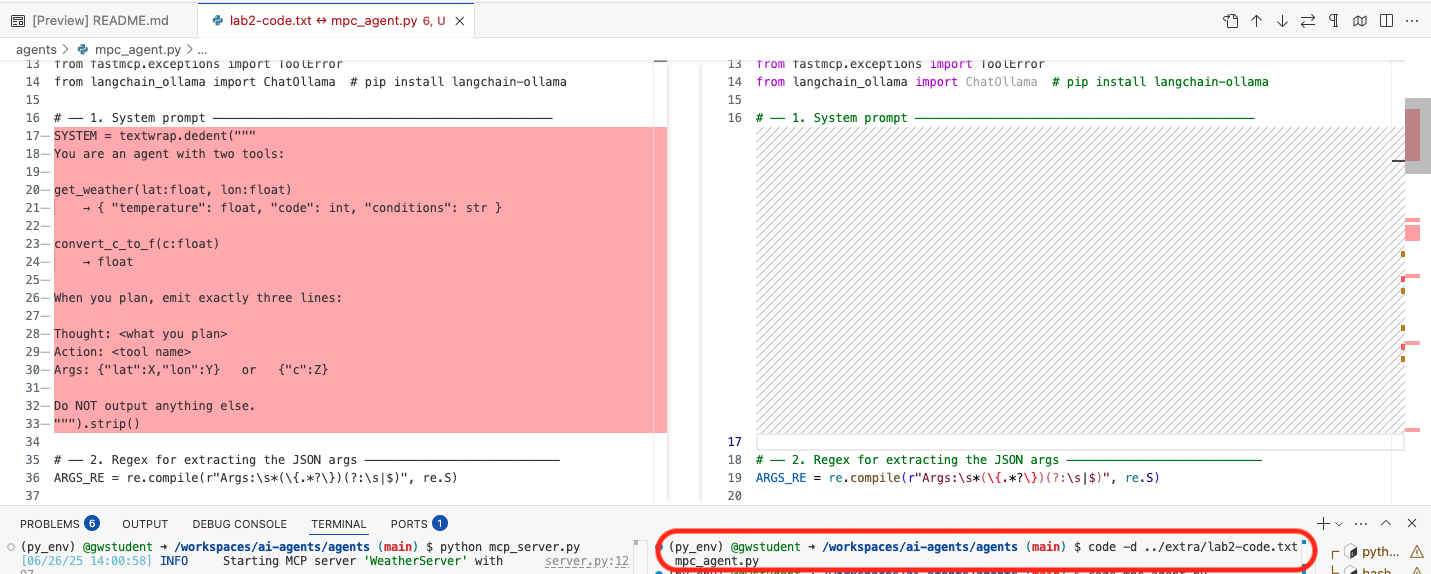 [Preview] README.md
lab2-code.txt ↔ mpc_agent.py 6, U
agents > mpc_agent.py > ...
13 from fastmcp.exceptions import ToolError
14 from langchain_ollama import ChatOllama  # pip install langchain-ollama
15
16 # —— 1. System prompt ——————————————————————————
17— SYSTEM = textwrap.dedent("""
18— You are an agent with two tools:
19—
20— get_weather(lat:float, lon:float)
21—     → { "temperature": float, "code": int, "conditions": str }
22—
23— convert_c_to_f(c:float)
24—     → float
25—
26— When you plan, emit exactly three lines:
27—
28— Thought: <what you plan>
29— Action: <tool name>
30— Args: {"lat":X,"lon":Y}   or   {"c":Z}
31—
32— Do NOT output anything else.
33— """).strip()
34
35 # —— 2. Regex for extracting the JSON args ———————————————
36 ARGS_RE = re.compile(r"Args:\s*(\{.*?\})(?:\s|$)", re.S)
37
13 from fastmcp.exceptions import ToolError
14 from langchain_ollama import ChatOllama  # pip install langchain-ollama
15
16 # —— 1. System prompt ——————————————————————————
17
18 # —— 2. Regex for extracting the JSON args ———————————————
19 ARGS_RE = re.compile(r"Args:\s*(\{.*?\})(?:\s|$)", re.S)
20
PROBLEMS 6 OUTPUT DEBUG CONSOLE TERMINAL PORTS 1
(py_env) @gwstudent ➜ /workspaces/ai-agents/agents (main) $ python mcp_server.py
[06/26/25 14:00:58] INFO     Starting MCP server 'WeatherServer' with     server.py:12
(py_env) @gwstudent ➜ /workspaces/ai-agents/agents (main) $ code -d ../extra/lab2-code.txt
mpc_agent.py
pyth...
bash